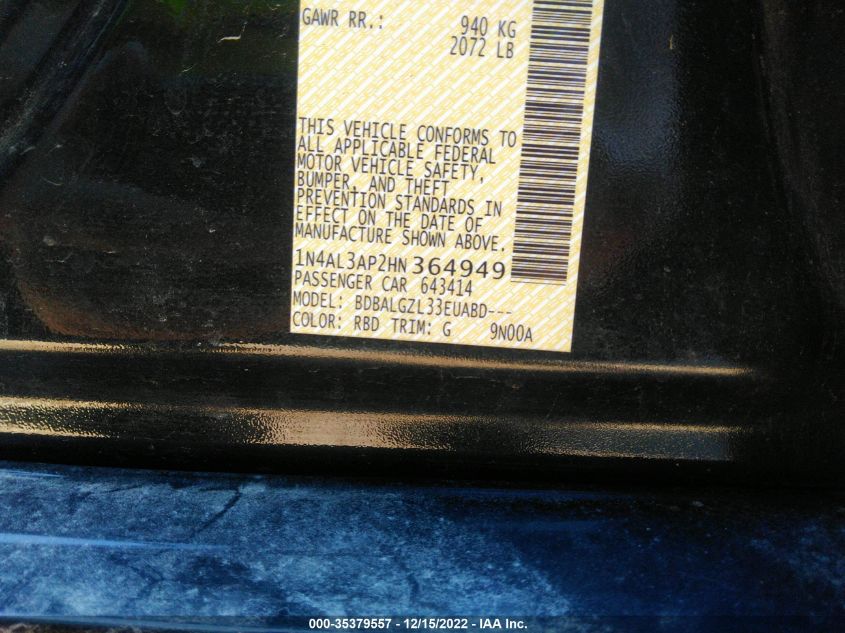 GAWR RR.: 940 KG
2072 LB
THIS VEHICLE CONFORMS TO
ALL APPLICABLE FEDERAL
MOTOR VEHICLE SAFETY,
BUMPER, AND THEFT
PREVENTION STANDARDS IN
EFFECT ON THE DATE OF
MANUFACTURE SHOWN ABOVE.
1N4AL3AP2HN 364949
PASSENGER CAR 643414
MODEL: BDBALGZL33EUABD---
COLOR: RBD TRIM: G 9N00A
000-35379557 - 12/15/2022 - IAA Inc.